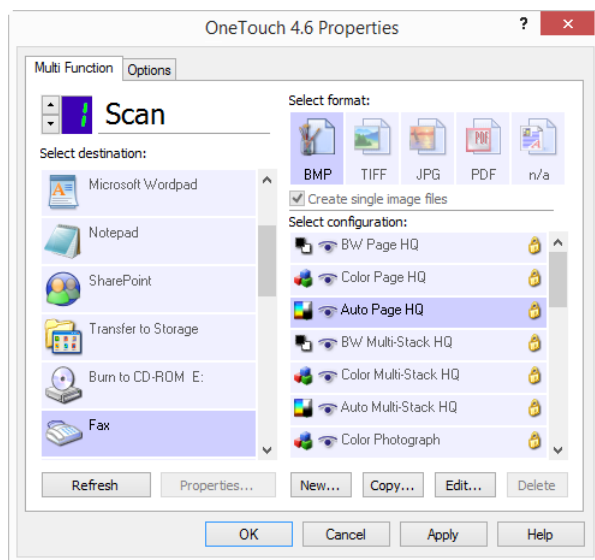 OneTouch 4.6 Properties
?
×
Multi Function
Options
1
Scan
Select destination:
Microsoft Wordpad
Notepad
SharePoint
Transfer to Storage
Burn to CD-ROM E:
Fax
Refresh
Properties...
Select format:
BMP
TIFF
JPG
PDF
n/a
Create single image files
Select configuration:
BW Page HQ
Color Page HQ
Auto Page HQ
BW Multi-Stack HQ
Color Multi-Stack HQ
Auto Multi-Stack HQ
Color Photograph
New...
Copy...
Edit...
Delete
OK
Cancel
Apply
Help